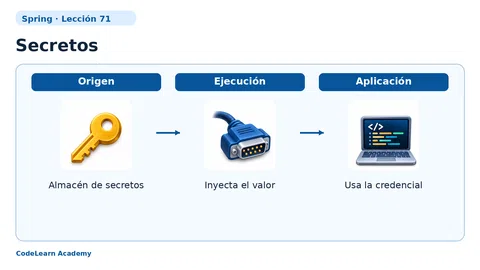 Spring · Lección 71
Secretos
Origen
Ejecución
Aplicación
</>
Almacén de secretos
Inyecta el valor
Usa la credencial
CodeLearn Academy